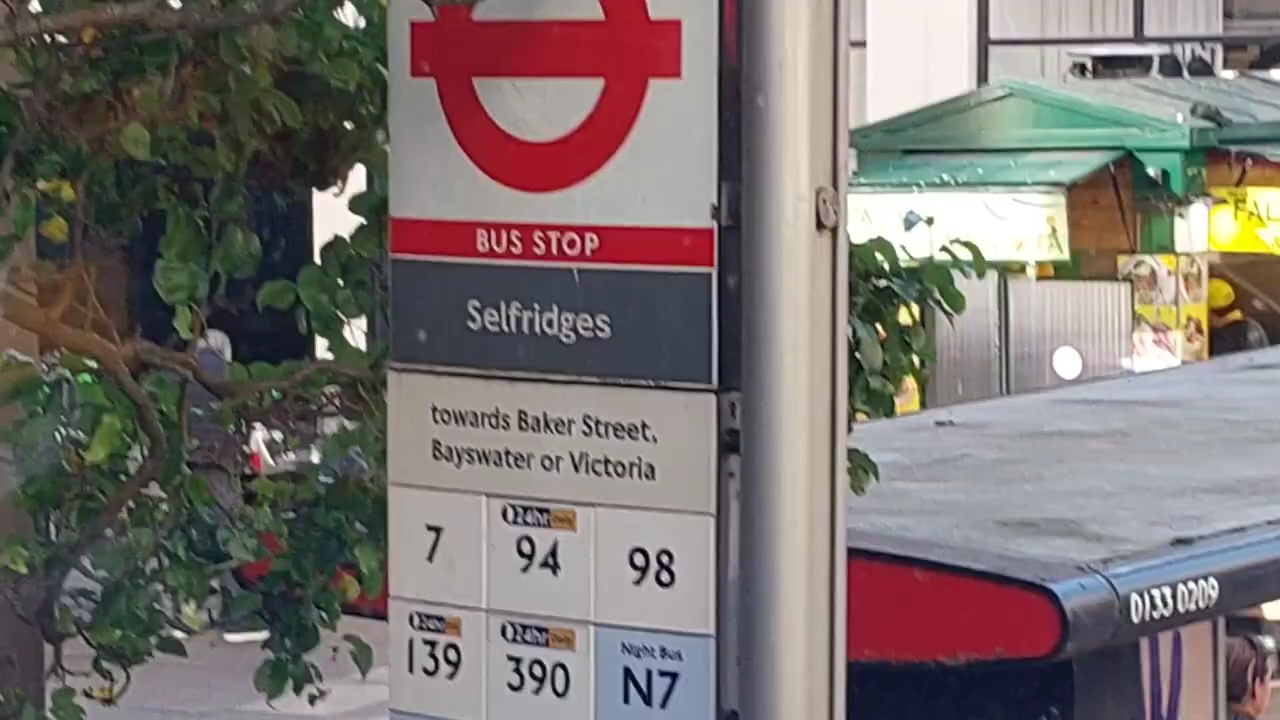 BUS STOP
Selfridges
towards Baker Street,
Bayswater or Victoria
7
24hr
94
98
24hr
139
24hr
390
Night Bus
N7
0133 0209
FAL